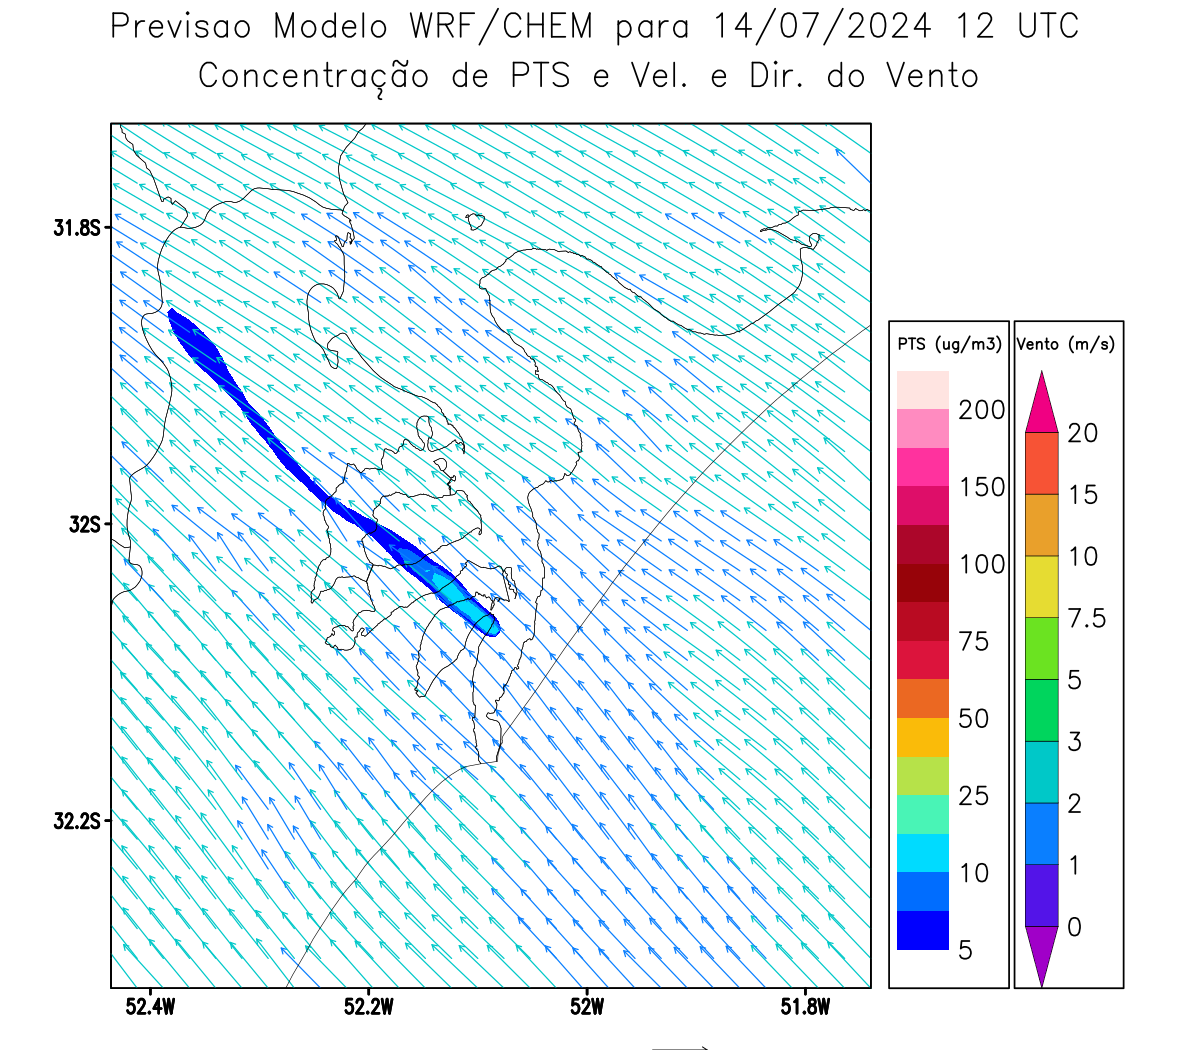 Previsao Modelo WRF/CHEM para 14/07/2024 12 UTC
Concentração de PTS e Vel. e Dir. do Vento
31.8S
32S
32.2S
52.4W
52.2W
52W
51.8W
PTS (ug/m3)
200
150
100
75
50
25
10
5
Vento (m/s)
20
15
10
7.5
5
3
2
1
0